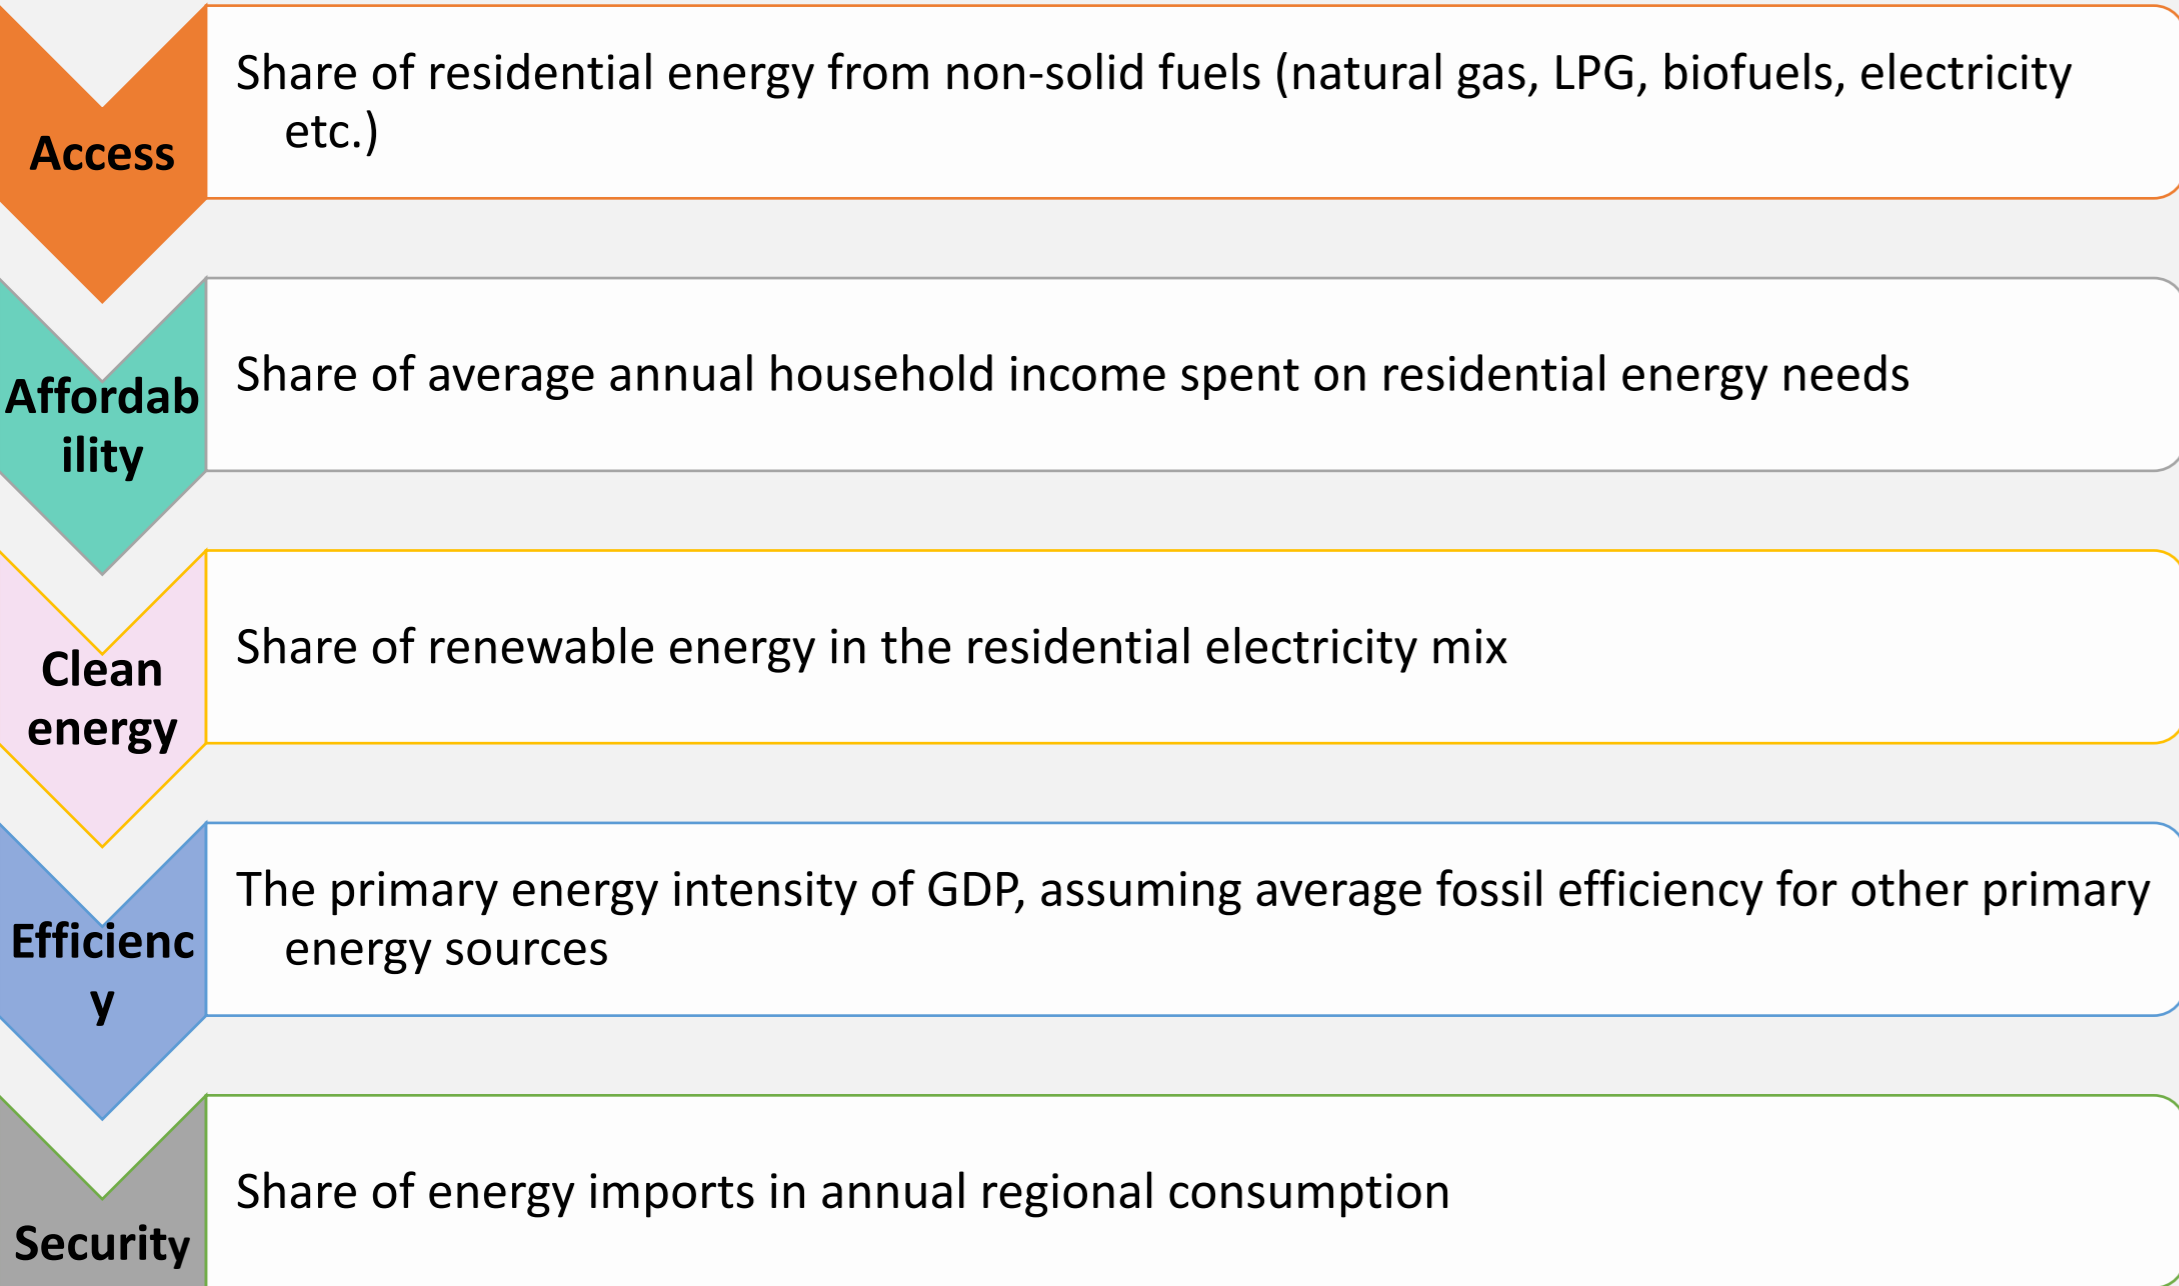 Access
Share of residential energy from non-solid fuels (natural gas, LPG, biofuels, electricity
etc.)
Affordab
ility
Share of average annual household income spent on residential energy needs
Clean
energy
Share of renewable energy in the residential electricity mix
Efficienc
y
The primary energy intensity of GDP, assuming average fossil efficiency for other primary
energy sources
Security
Share of energy imports in annual regional consumption